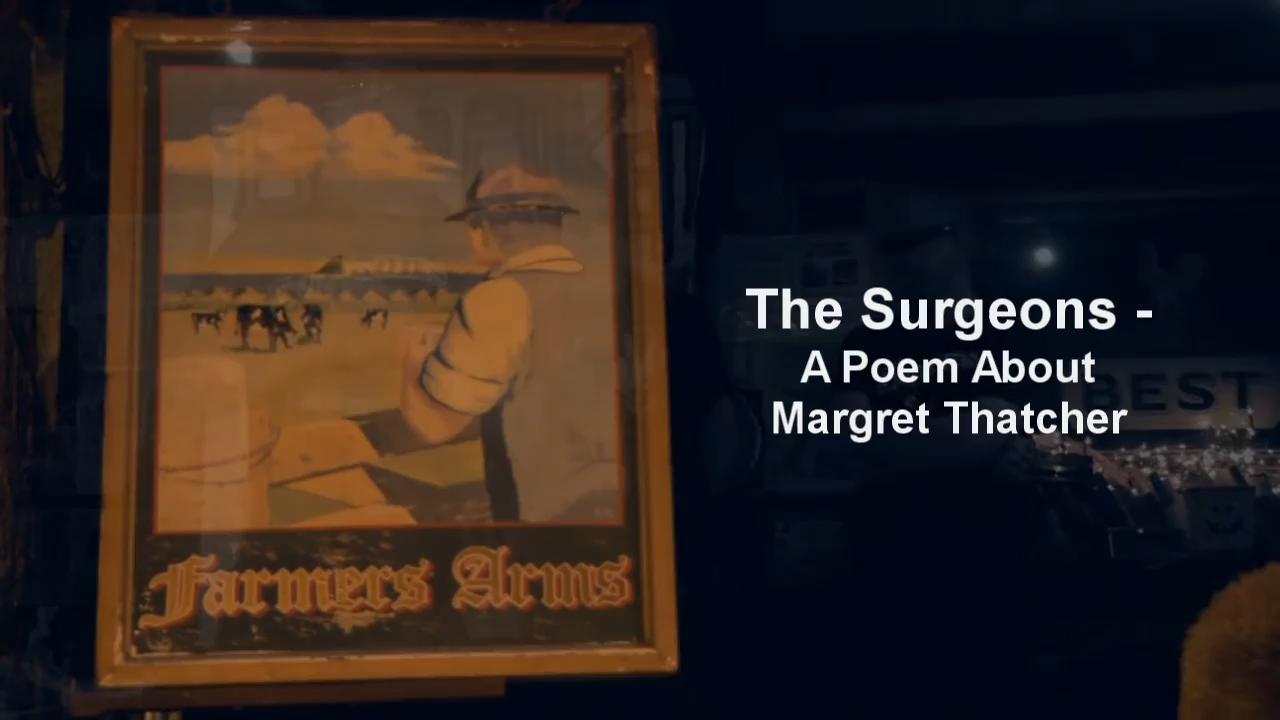 Farmers Arms
The Surgeons -
A Poem About
Margret Thatcher
BEST